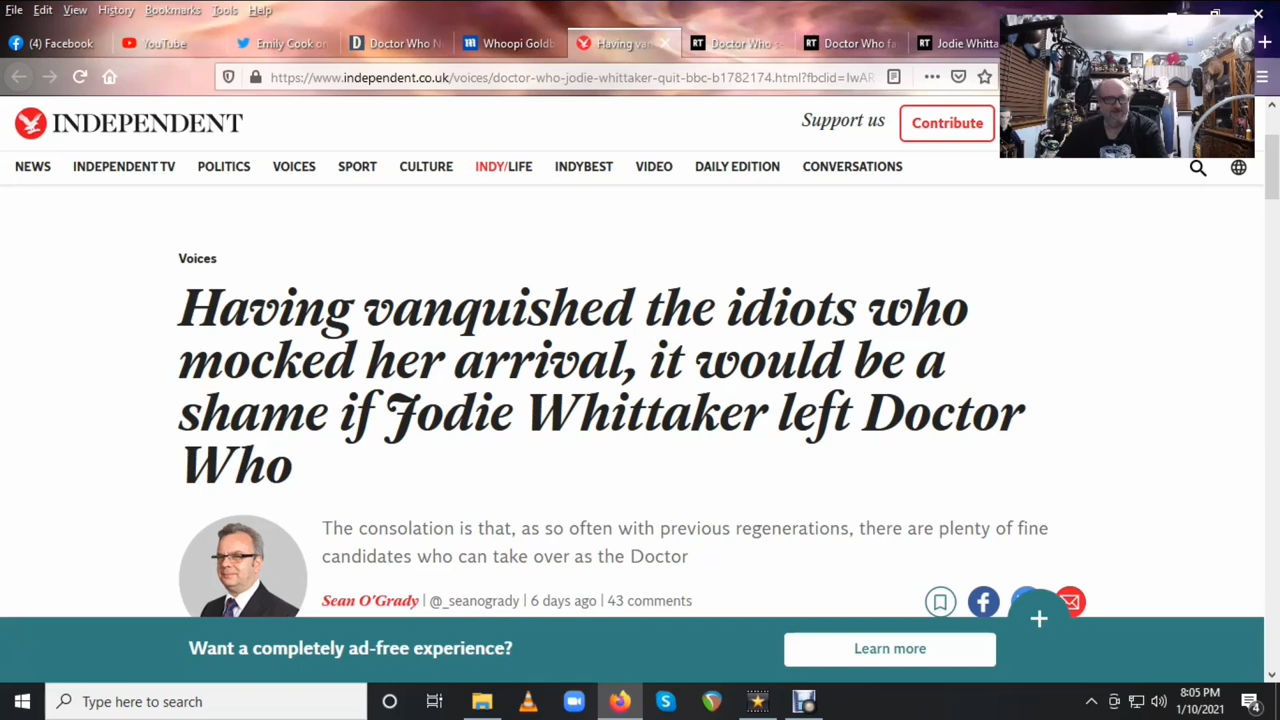 File Edit View History Bookmarks Tools Help
(4) Facebook YouTube Emily Cook on Doctor Who N Whoopi Goldb Having van Doctor Who s Doctor Who fa Jodie Whitta
https://www.independent.co.uk/voices/doctor-who-jodie-whittaker-quit-bbc-b1782174.html?fbclid=IwAR
INDEPENDENT
Support us
Contribute
NEWS INDEPENDENT TV POLITICS VOICES SPORT CULTURE INDY/LIFE INDYBEST VIDEO DAILY EDITION CONVERSATIONS
Voices
Having vanquished the idiots who
mocked her arrival, it would be a
shame if Jodie Whittaker left Doctor
Who
The consolation is that, as so often with previous regenerations, there are plenty of fine
candidates who can take over as the Doctor
Sean O'Grady | @_seanogrady | 6 days ago | 43 comments
Want a completely ad-free experience?
Learn more
Type here to search
8:05 PM
1/10/2021
4